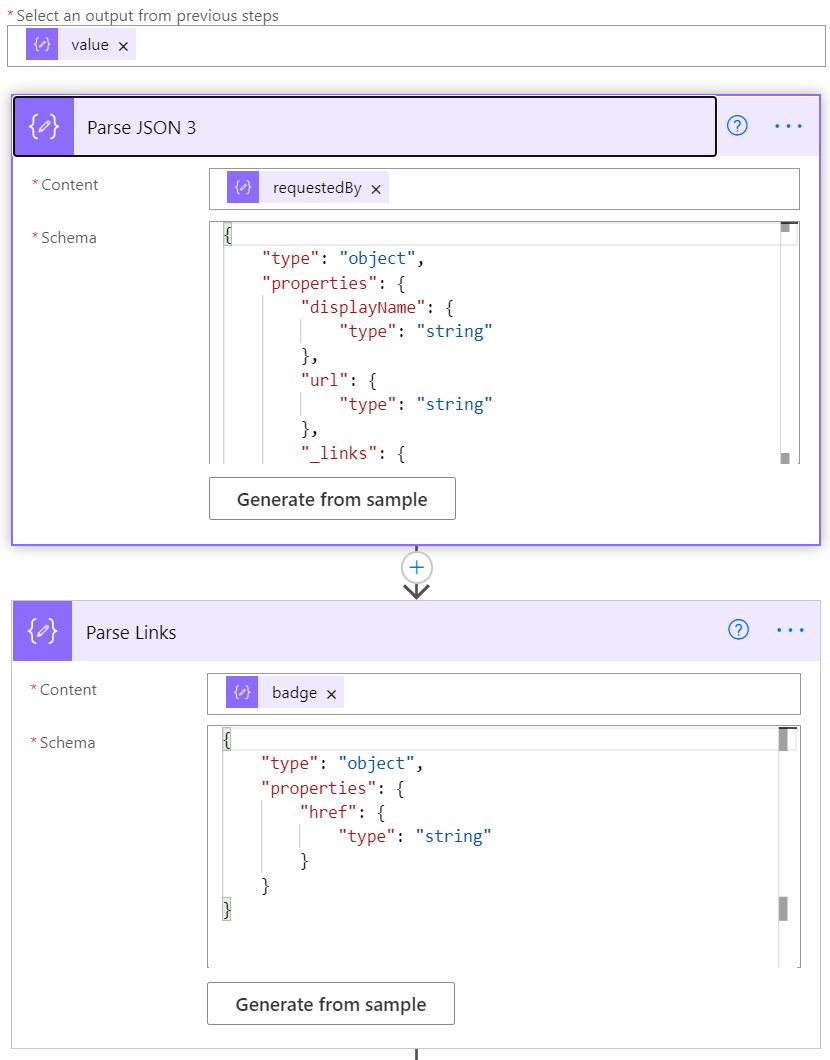 * Select an output from previous steps
{/} value ×
{/} Parse JSON 3 ? ...
* Content
{/} requestedBy ×
* Schema
{
"type": "object",
"properties": {
"displayName": {
"type": "string"
},
"url": {
"type": "string"
},
"_links": {
Generate from sample
+
{/} Parse Links ? ...
* Content
{/} badge ×
* Schema
{
"type": "object",
"properties": {
"href": {
"type": "string"
}
}
}
Generate from sample